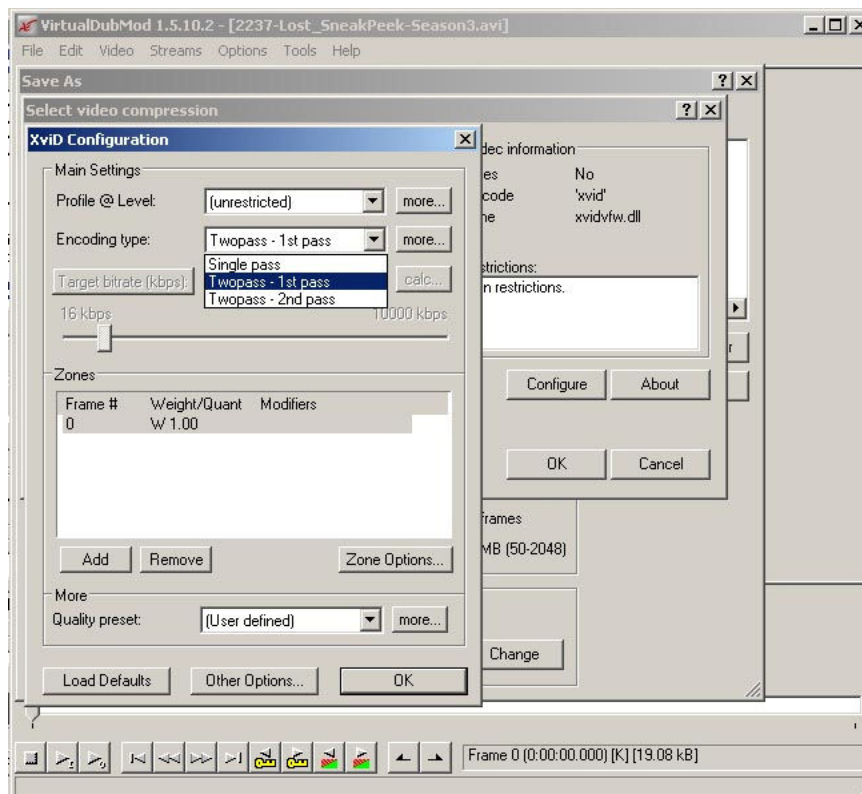 VirtualDubMod 1.5.10.2 - [2237-Lost_SneakPeek-Season3.avi]
File Edit Video Streams Options Tools Help
Save As
Select video compression
XviD Configuration
Main Settings
Profile @ Level: (unrestricted) more...
Encoding type: Twopass - 1st pass more...
Single pass
Twopass - 1st pass
Twopass - 2nd pass
Target bitrate (kbps): calc...
16 kbps 10000 kbps
Zones
Frame # Weight/Quant Modifiers
0 W 1.00
Add Remove Zone Options...
More
Quality preset: (User defined) more...
Load Defaults Other Options... OK
dec information
es No
code 'xvid'
ne xvidvfw.dll
strictions:
n restrictions.
r
Configure About
OK Cancel
frames
MB (50-2048)
Change
Frame 0 (0:00:00.000) [K] [19.08 kB]